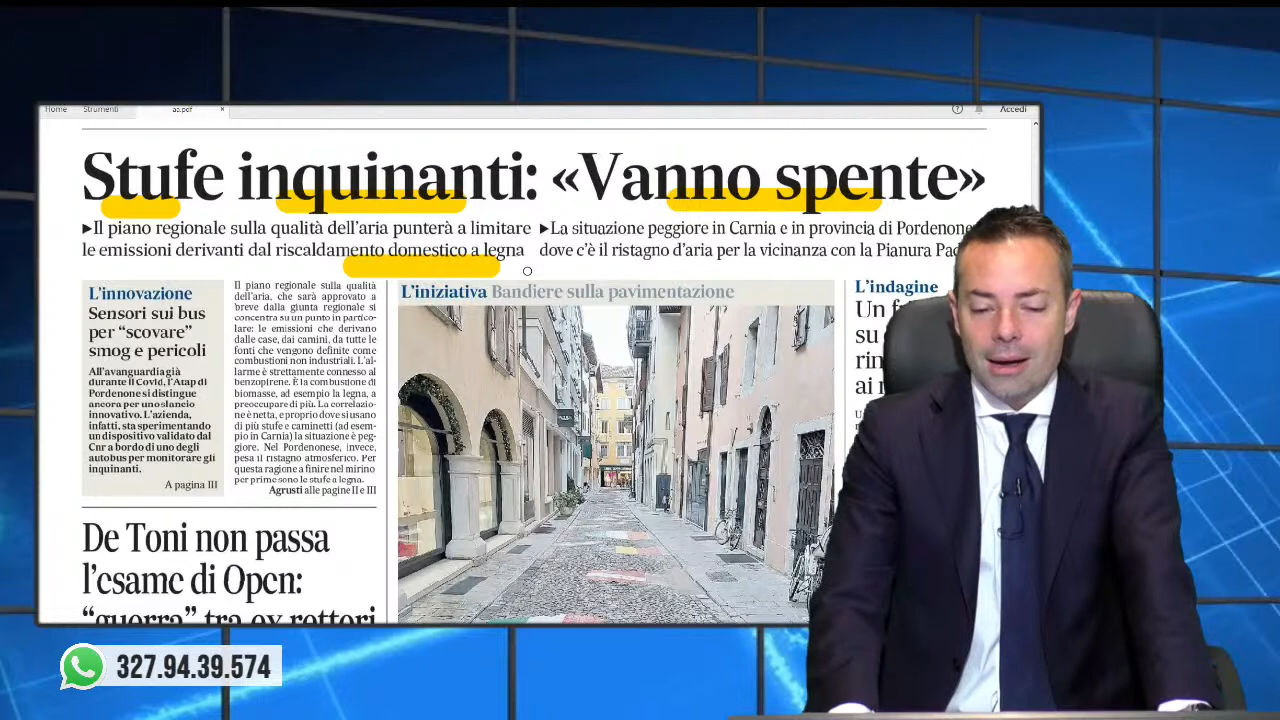 Home Strumenti aa.pdf × ? Accedi
Stufe inquinanti: «Vanno spente»
▸Il piano regionale sulla qualità dell'aria punterà a limitare
le emissioni derivanti dal riscaldamento domestico a legna
▸La situazione peggiore in Carnia e in provincia di Pordenone
dove c'è il ristagno d'aria per la vicinanza con la Pianura
L'innovazione
Sensori sui bus
per “scovare”
smog e pericoli
All'avanguardia già
durante il Covid, l'Atap di
Pordenone si distingue
ancora per uno slancio
innovativo. L'azienda,
infatti, sta sperimentando
un dispositivo validato dal
Cnr a bordo di uno degli
autobus per monitorare gli
inquinanti.
A pagina III
Il piano regionale sulla qualità
dell'aria, che sarà approvato a
breve dalla giunta regionale si
concentra su un punto in partico-
lare: le emissioni che derivano
dalle case, dai camini, da tutte le
fonti che vengono definite come
combustioni non industriali. L'al-
larme è strettamente connesso al
benzopirene. È la combustione di
biomasse, ad esempio la legna, a
preoccupare di più. La correlazio-
ne è netta, e proprio dove si usano
di più stufe e caminetti (ad esem-
pio in Carnia) la situazione è peg-
giore. Nel Pordenonese, invece,
pesa il ristagno atmosferico. Per
questa ragione a finire nel mirino
per prime sono le stufe a legna.
Agrusti alle pagine II e III
L'iniziativa Bandiere sulla pavimentazione
L'indagine
Un
su
ai
De Toni non passa
l'esame di Open:
“guerra” tra ex rettori
327.94.39.574